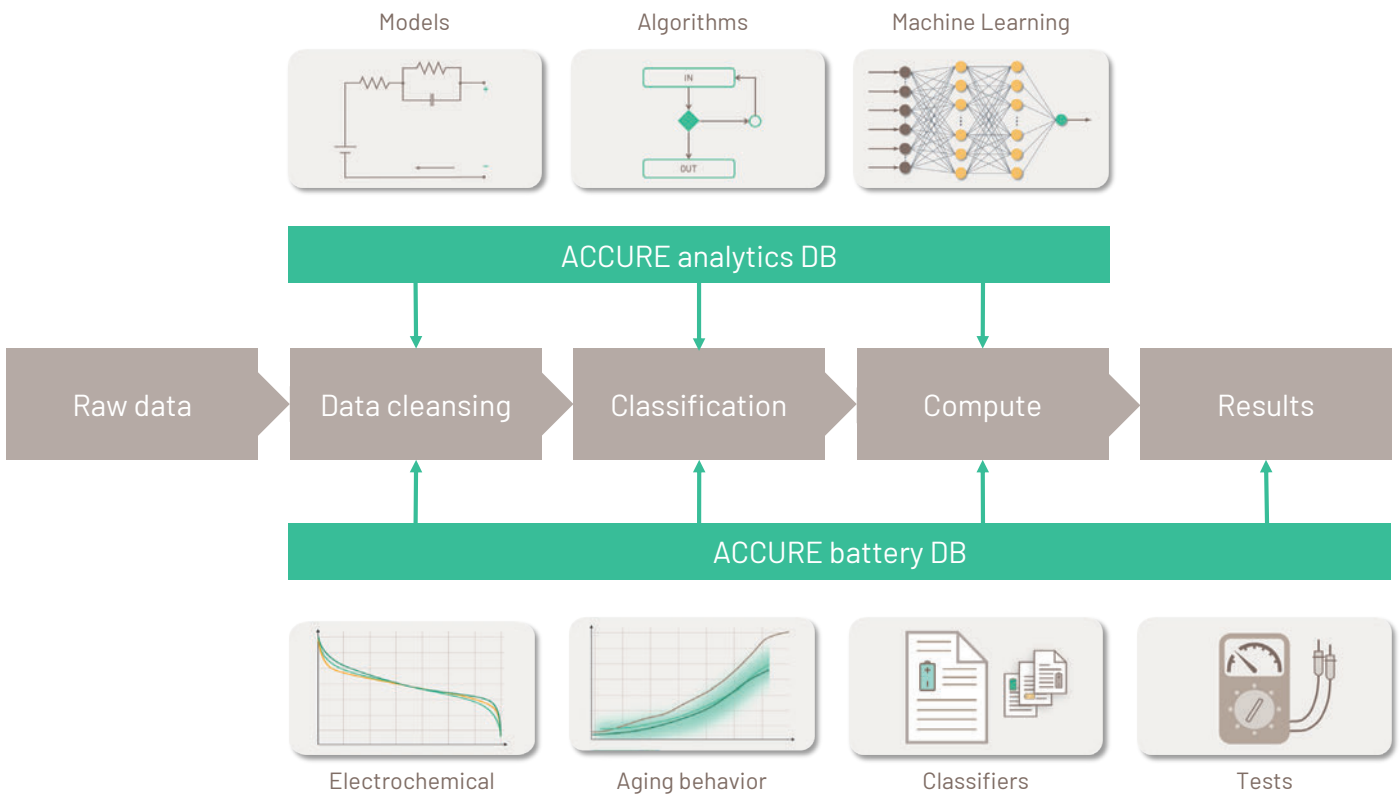 Models
Algorithms
Machine Learning
+
−
IN
OUT
ACCURE analytics DB
Raw data
Data cleansing
Classification
Compute
Results
ACCURE battery DB
+
−
Electrochemical
Aging behavior
Classifiers
Tests